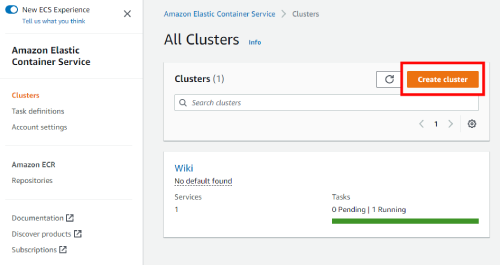 New ECS Experience
Tell us what you think
Amazon Elastic
Container Service
Clusters
Task definitions
Account settings
Amazon ECR
Repositories
Documentation
Discover products
Subscriptions
Amazon Elastic Container Service > Clusters
All Clusters Info
Clusters (1)
Create cluster
Search clusters
< 1 >
Wiki
No default found
Services
1
Tasks
0 Pending | 1 Running